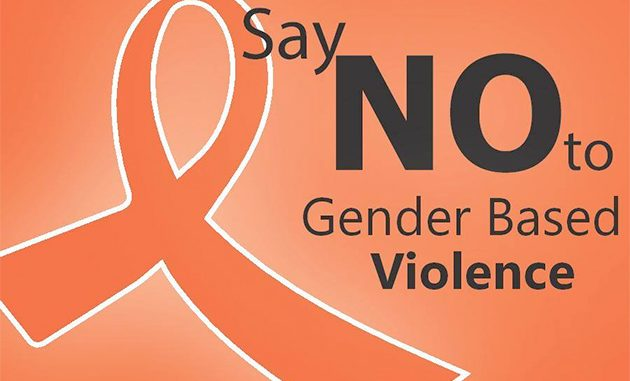 Say
NO to
Gender Based
Violence